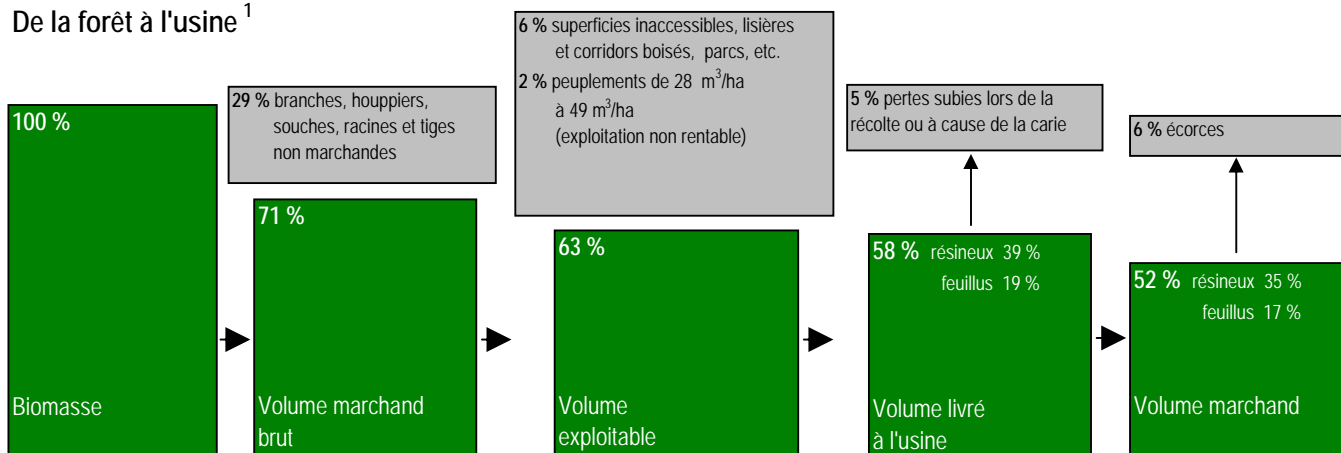 De la forêt à l'usine 1
100 %
Biomasse
29 % branches, houppiers,
souches, racines et tiges
non marchandes
71 %
Volume marchand
brut
6 % superficies inaccessibles, lisières
et corridors boisés, parcs, etc.
2 % peuplements de 28 m3/ha
à 49 m3/ha
(exploitation non rentable)
63 %
Volume
exploitable
5 % pertes subies lors de la
récolte ou à cause de la carie
58 % résineux 39 %
feuillus 19 %
Volume livré
à l'usine
6 % écorces
52 % résineux 35 %
feuillus 17 %
Volume marchand